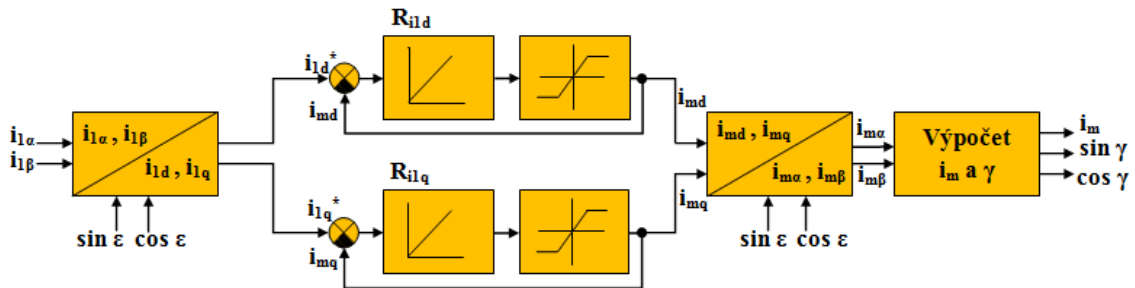 R_i1d
i_1d*
i_md
i_1α
i_1β
i_1α , i_1β
i_1d , i_1q
sin ε cos ε
R_i1q
i_1q*
i_mq
i_md
i_mq
i_md , i_mq
i_mα , i_mβ
sin ε cos ε
i_mα
i_mβ
Výpočet
i_m a γ
i_m
sin γ
cos γ